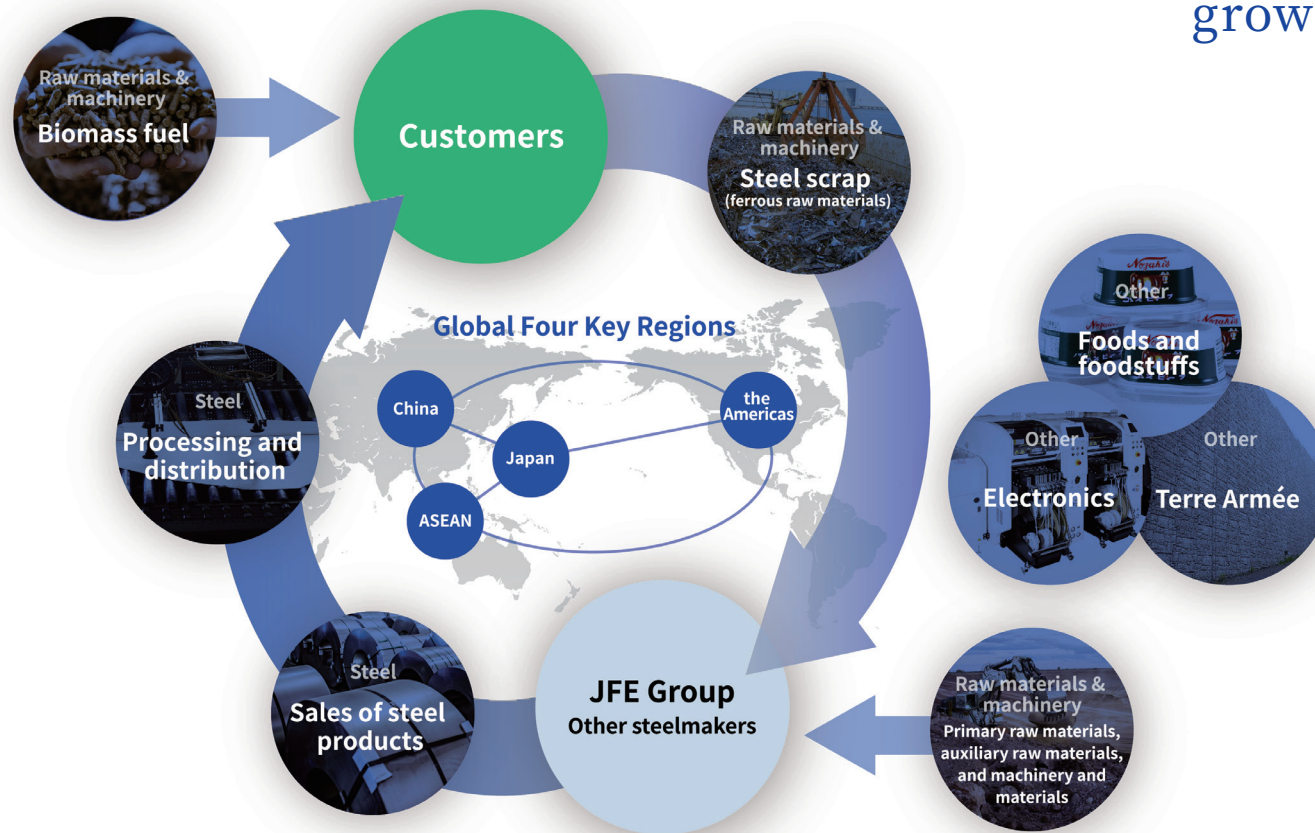 grow
Raw materials &
machinery
Biomass fuel
Customers
Raw materials &
machinery
Steel scrap
(ferrous raw materials)
Global Four Key Regions
China
Japan
ASEAN
the
Americas
Steel
Processing and
distribution
Nozakis
Other
Foods and
foodstuffs
Other
Electronics
Other
Terre Armée
Steel
Sales of steel
products
JFE Group
Other steelmakers
Raw materials &
machinery
Primary raw materials,
auxiliary raw materials,
and machinery and
materials